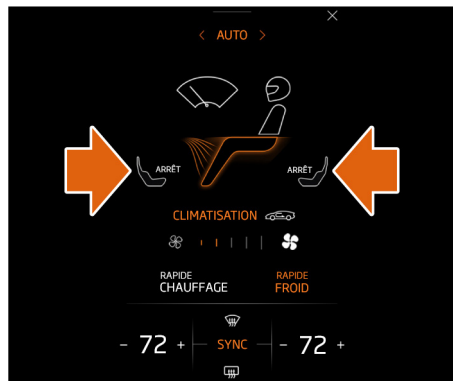 < AUTO >
ARRÊT ARRÊT
CLIMATISATION
RAPIDE CHAUFFAGE
RAPIDE FROID
- 72 + SYNC - 72 +